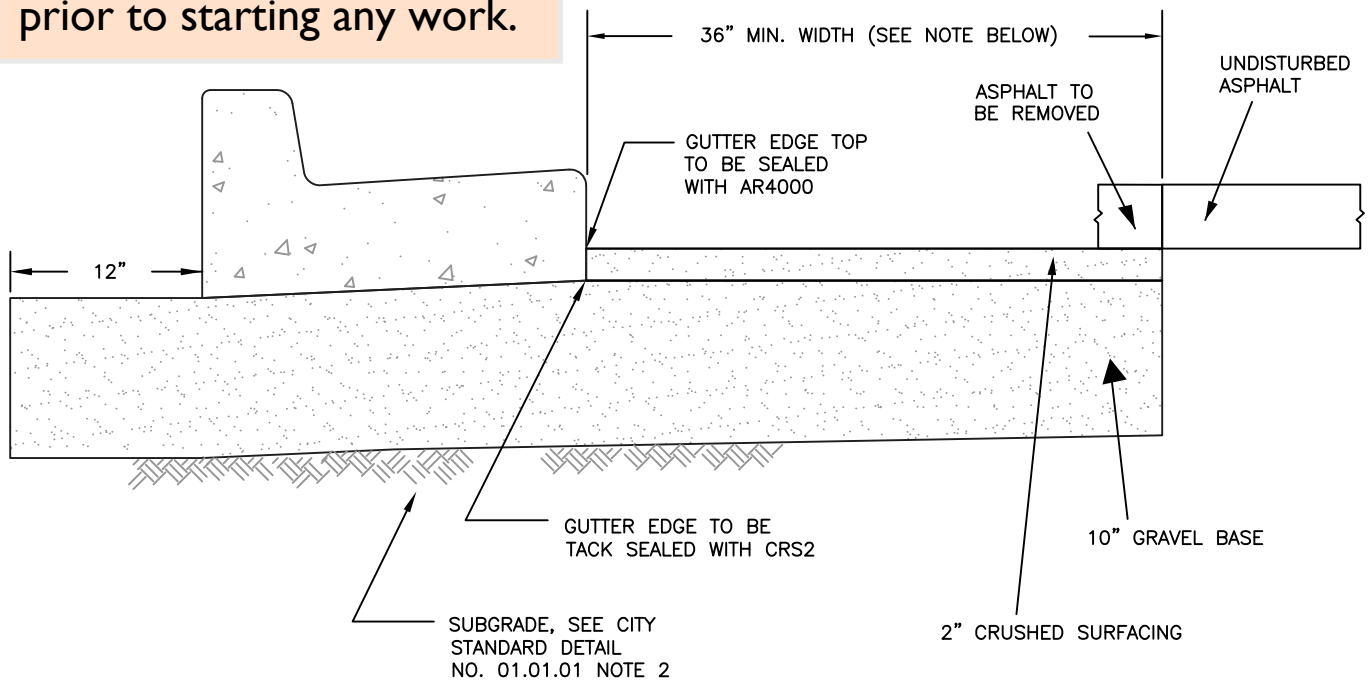 prior to starting any work.
36” MIN. WIDTH (SEE NOTE BELOW)
UNDISTURBED
ASPHALT
ASPHALT TO
BE REMOVED
GUTTER EDGE TOP
TO BE SEALED
WITH AR4000
12”
GUTTER EDGE TO BE
TACK SEALED WITH CRS2
10” GRAVEL BASE
SUBGRADE, SEE CITY
STANDARD DETAIL
NO. 01.01.01 NOTE 2
2” CRUSHED SURFACING